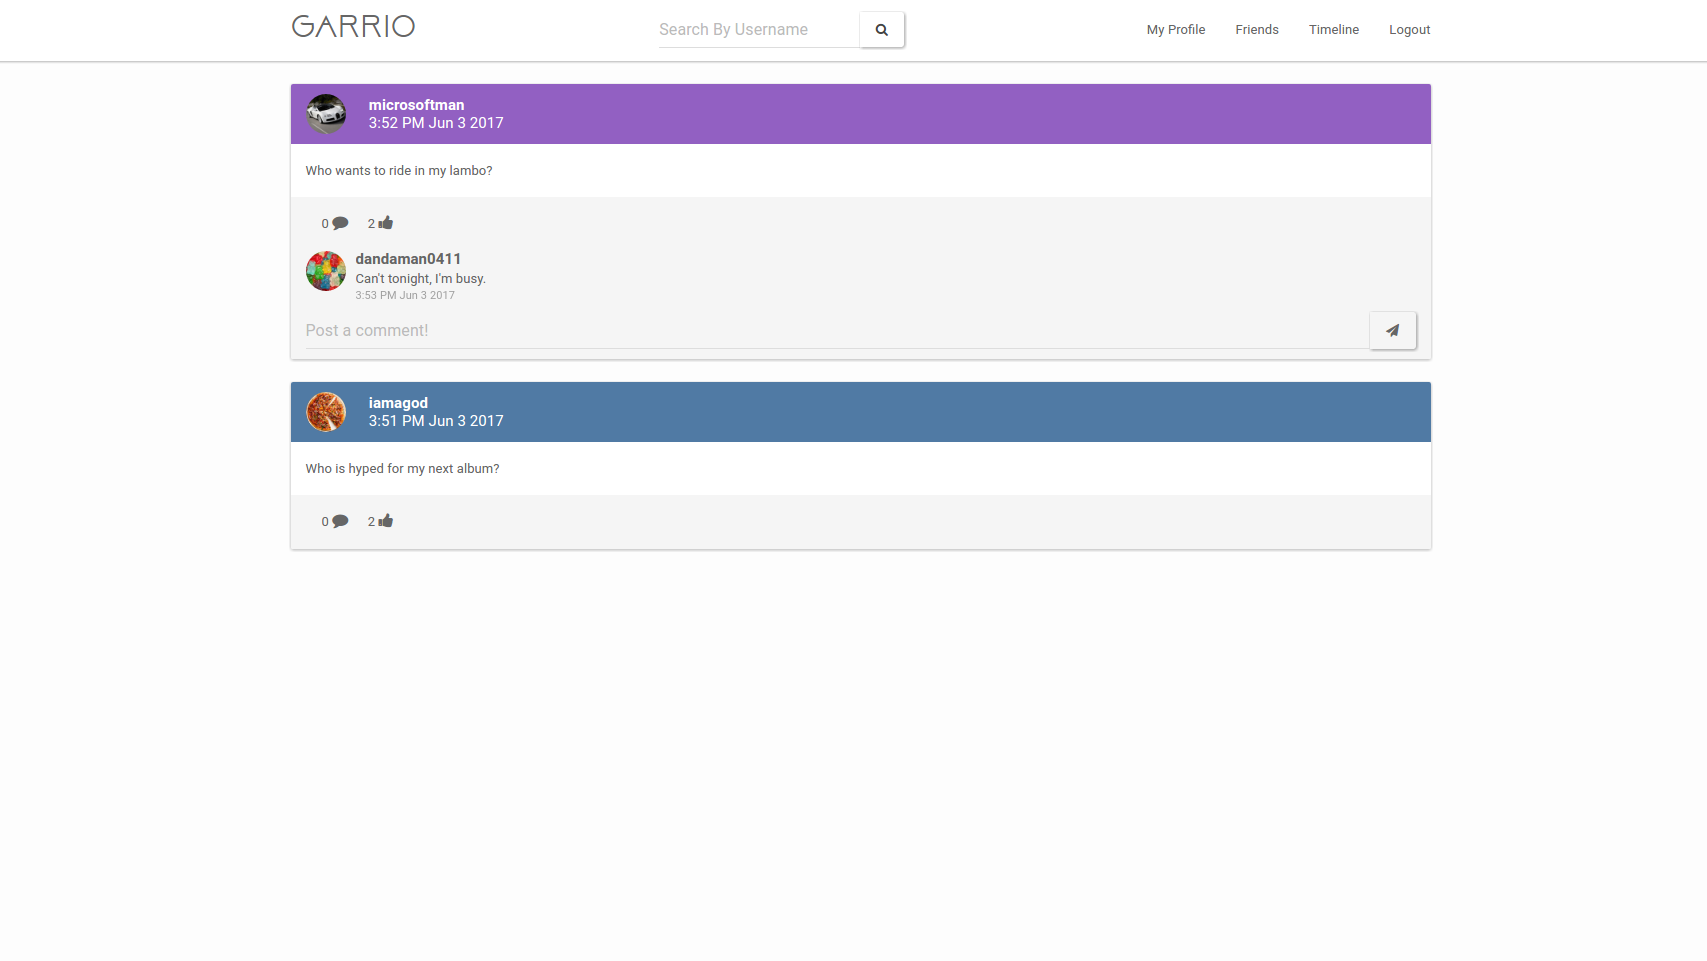 GARRIO
Search By Username
My Profile
Friends
Timeline
Logout
microsoftman
3:52 PM Jun 3 2017
Who wants to ride in my lambo?
0
2
dandaman0411
Can't tonight, I'm busy.
3:53 PM Jun 3 2017
Post a comment!
iamagod
3:51 PM Jun 3 2017
Who is hyped for my next album?
0
2